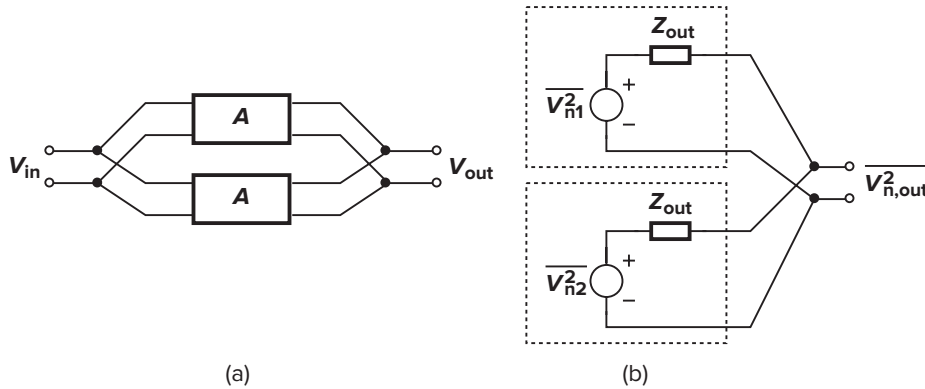 V_in
A
A
V_out
(a)
Z_out
V²_n1
+
−
Z_out
V²_n2
+
−
V²_n,out
(b)